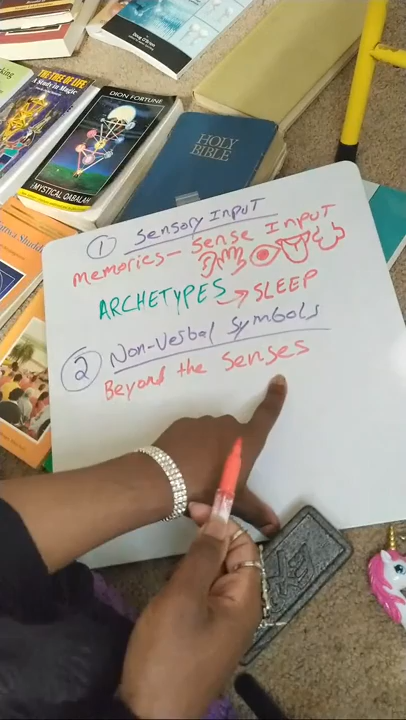 THE TREE OF LIFE
A Study in Magic
DION FORTUNE
MYSTICAL QABALAH
HOLY
BIBLE
1 Sensory Input
Memories - Sense Input
ARCHETYPES → SLEEP
2 Non-Verbal Symbols
Beyond the Senses